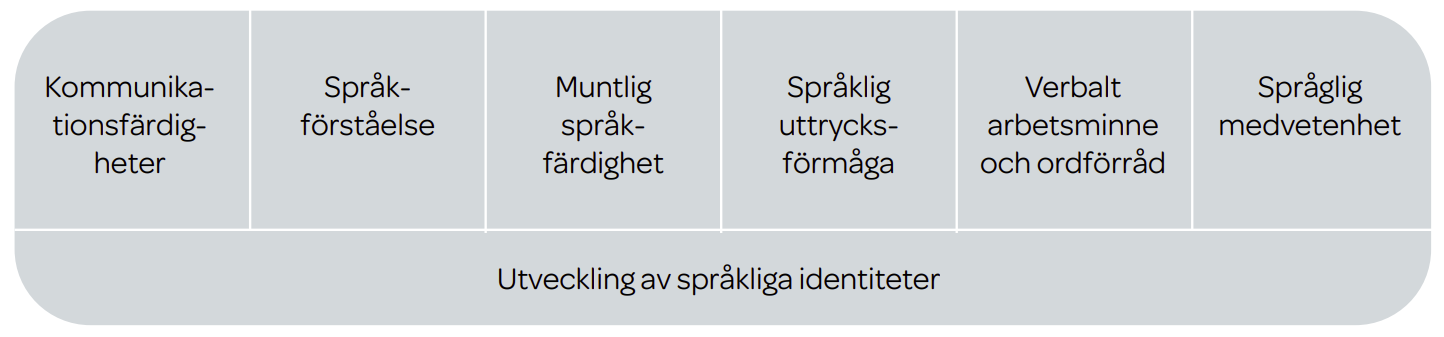 Kommunika-
tionsfärdig-
heter
Språk-
förståelse
Muntlig
språk-
färdighet
Språklig
uttrycks-
förmåga
Verbalt
arbetsminne
och ordförråd
Språglig
medvetenhet
Utveckling av språkliga identiteter